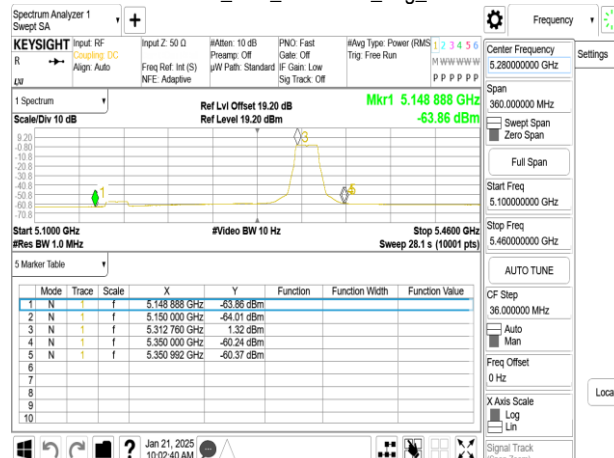 Spectrum Analyzer 1
Swept SA
+
Frequency
KEYSIGHT Input: RF Input Z: 50 Ω #Atten: 10 dB PNO: Fast #Avg Type: Power (RMS 1 2 3 4 5 6
R Coupling: DC Preamp: Off Gate: Off Trig: Free Run M W W W W W
Align: Auto Freq Ref: Int (S) µW Path: Standard IF Gain: Low
NFE: Adaptive Sig Track: Off P P P P P P
LXI
Center Frequency
5.280000000 GHz
Settings
1 Spectrum Ref Lvl Offset 19.20 dB Mkr1 5.148 888 GHz
Scale/Div 10 dB Ref Level 19.20 dBm -63.86 dBm
Span
360.000000 MHz
Swept Span
Zero Span
9.20
-0.80
-10.8
-20.8
-30.8
-40.8
-50.8
-60.8
-70.8
1
3
5
Full Span
Start Freq
5.100000000 GHz
Start 5.1000 GHz #Video BW 10 Hz Stop 5.4600 GHz
#Res BW 1.0 MHz Sweep 28.1 s (10001 pts)
Stop Freq
5.460000000 GHz
5 Marker Table
AUTO TUNE
Mode Trace Scale X Y Function Function Width Function Value
1 N 1 f 5.148 888 GHz -63.86 dBm
2 N 1 f 5.150 000 GHz -64.01 dBm
3 N 1 f 5.312 760 GHz 1.32 dBm
4 N 1 f 5.350 000 GHz -60.24 dBm
5 N 1 f 5.350 992 GHz -60.37 dBm
6
7
8
9
10
CF Step
36.000000 MHz
Auto
Man
Freq Offset
0 Hz
X Axis Scale
Log
Lin
Loca
Signal Track
? Jan 21, 2025
10:02:40 AM